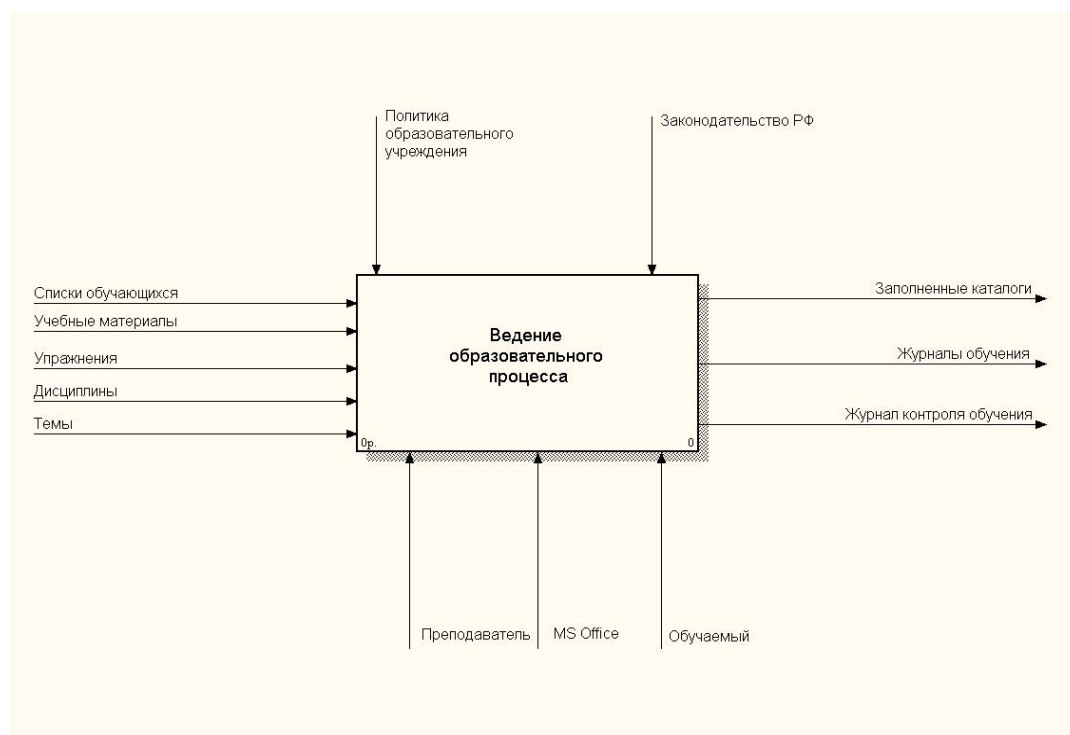 Политика
образовательного
учреждения
Законодательство РФ
Списки обучающихся
Учебные материалы
Упражнения
Дисциплины
Темы
Ведение
образовательного
процесса
0р.
0
Заполненные каталоги
Журналы обучения
Журнал контроля обучения
Преподаватель
MS Office
Обучаемый